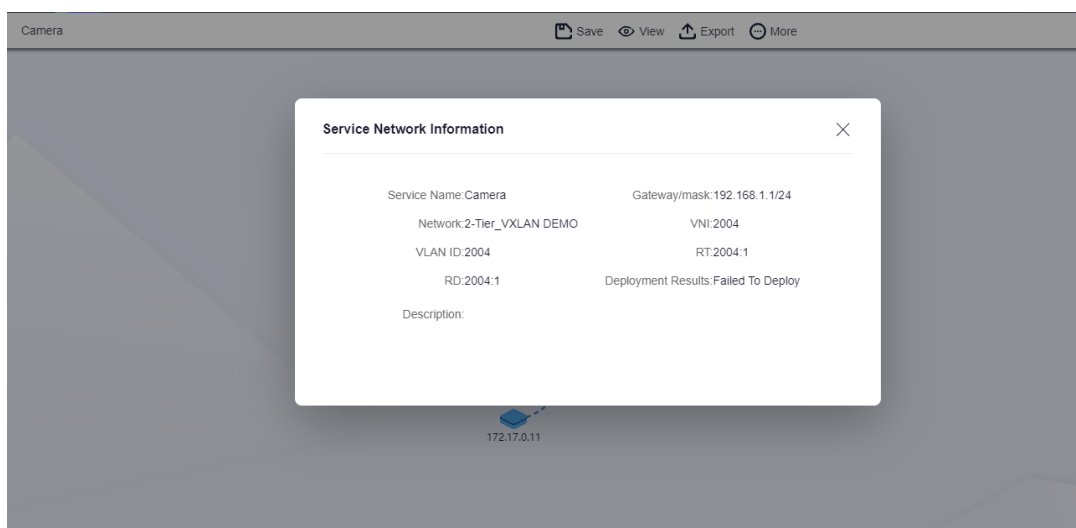 Camera
Save View Export More
Service Network Information
Service Name:Camera Gateway/mask:192.168.1.1/24
Network:2-Tier_VXLAN DEMO VNI:2004
VLAN ID:2004 RT:2004:1
RD:2004:1 Deployment Results:Failed To Deploy
Description:
172.17.0.11